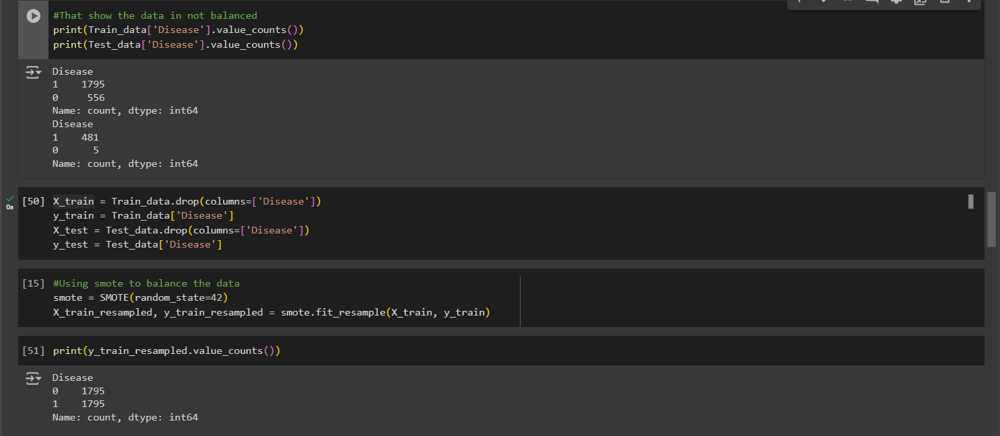 #That show the data in not balanced
print(Train_data['Disease'].value_counts())
print(Test_data['Disease'].value_counts())
Disease
1    1795
0     556
Name: count, dtype: int64
Disease
1    481
0      5
Name: count, dtype: int64
0s
[50] X_train = Train_data.drop(columns=['Disease'])
y_train = Train_data['Disease']
X_test = Test_data.drop(columns=['Disease'])
y_test = Test_data['Disease']
[15] #Using smote to balance the data
smote = SMOTE(random_state=42)
X_train_resampled, y_train_resampled = smote.fit_resample(X_train, y_train)
[51] print(y_train_resampled.value_counts())
Disease
0    1795
1    1795
Name: count, dtype: int64